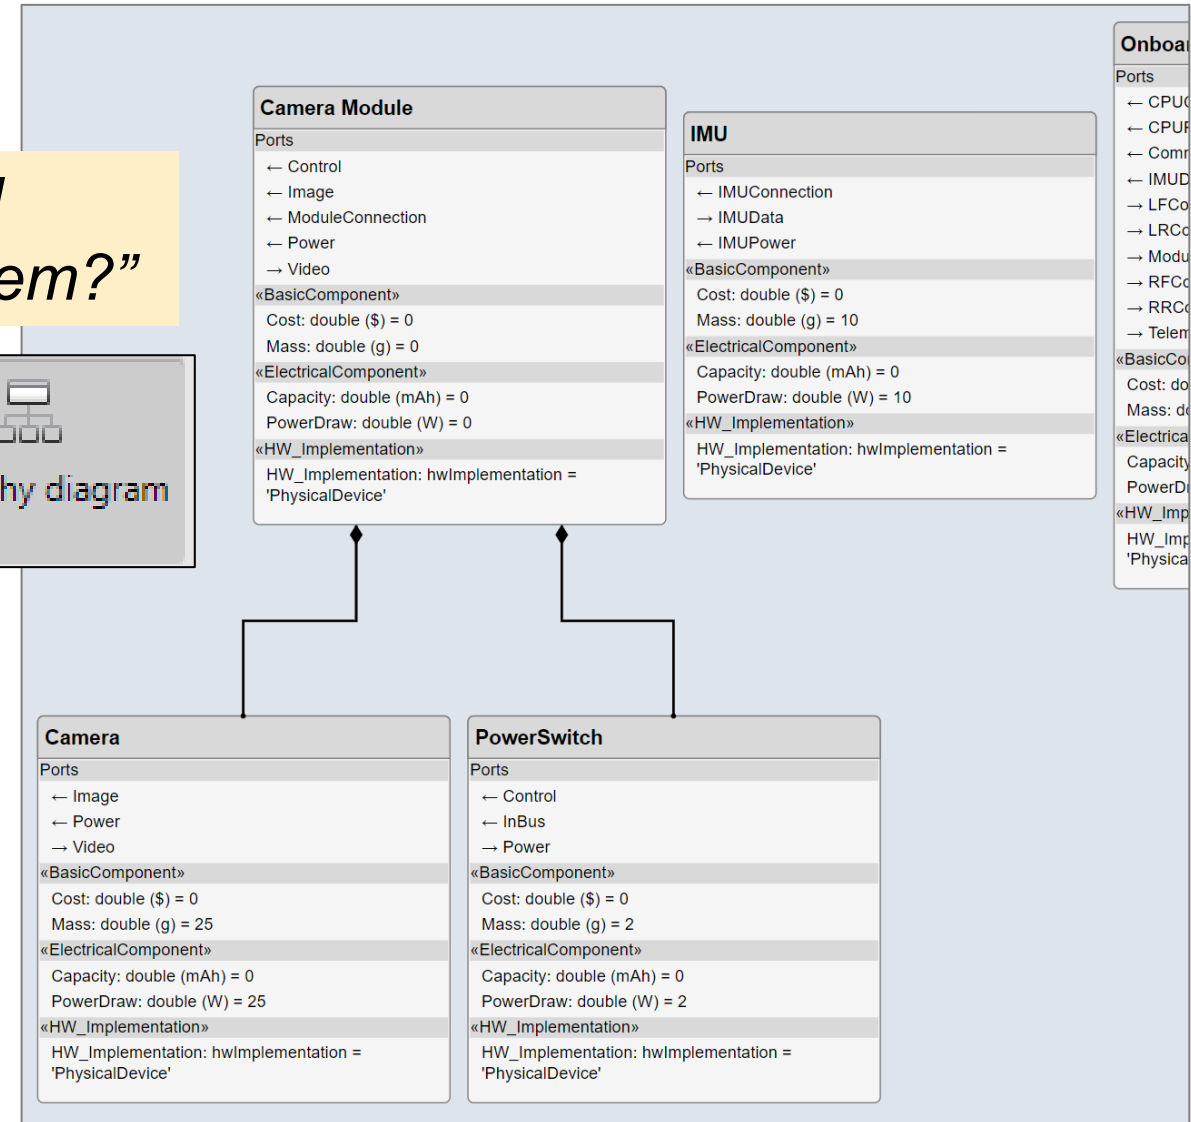 em?”
hy diagram
Camera Module
Ports
← Control
← Image
← ModuleConnection
← Power
→ Video
«BasicComponent»
Cost: double ($) = 0
Mass: double (g) = 0
«ElectricalComponent»
Capacity: double (mAh) = 0
PowerDraw: double (W) = 0
«HW_Implementation»
HW_Implementation: hwImplementation =
'PhysicalDevice'
IMU
Ports
← IMUConnection
→ IMUData
← IMUPower
«BasicComponent»
Cost: double ($) = 0
Mass: double (g) = 10
«ElectricalComponent»
Capacity: double (mAh) = 0
PowerDraw: double (W) = 10
«HW_Implementation»
HW_Implementation: hwImplementation =
'PhysicalDevice'
Onboa
Ports
← CPU
← CPU
← Com
← IMUD
→ LFCo
→ LRCo
→ Modu
→ RFCo
→ RRCo
→ Telem
«BasicCo
Cost: do
Mass: do
«Electrica
Capacity
PowerD
«HW_Imp
HW_Imp
'Physica
Camera
Ports
← Image
← Power
→ Video
«BasicComponent»
Cost: double ($) = 0
Mass: double (g) = 25
«ElectricalComponent»
Capacity: double (mAh) = 0
PowerDraw: double (W) = 25
«HW_Implementation»
HW_Implementation: hwImplementation =
'PhysicalDevice'
PowerSwitch
Ports
← Control
← InBus
→ Power
«BasicComponent»
Cost: double ($) = 0
Mass: double (g) = 2
«ElectricalComponent»
Capacity: double (mAh) = 0
PowerDraw: double (W) = 2
«HW_Implementation»
HW_Implementation: hwImplementation =
'PhysicalDevice'